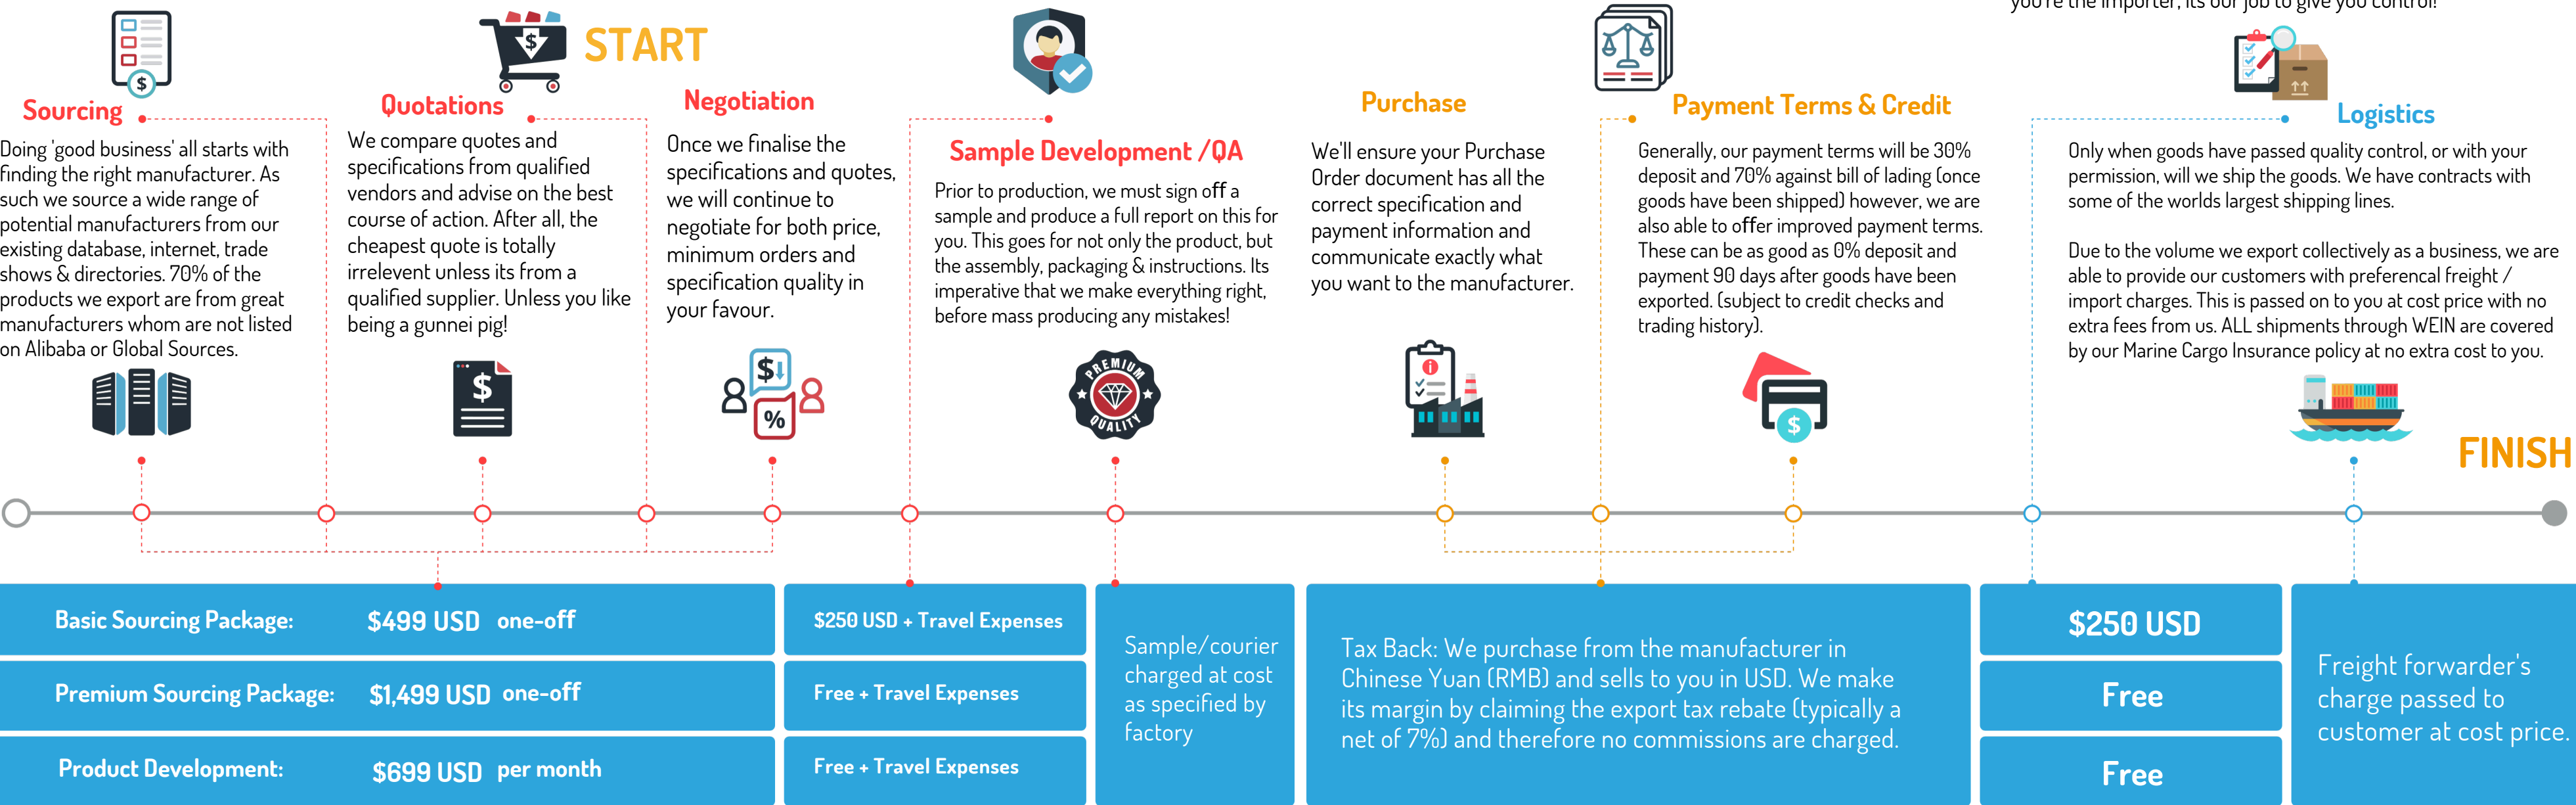 you're the importer, its our job to give you control!
START
Sourcing
Doing 'good business' all starts with
finding the right manufacturer. As
such we source a wide range of
potential manufacturers from our
existing database, internet, trade
shows & directories. 70% of the
products we export are from great
manufacturers whom are not listed
on Alibaba or Global Sources.
Quotations
We compare quotes and
specifications from qualified
vendors and advise on the best
course of action. After all, the
cheapest quote is totally
irrelevent unless its from a
qualified supplier. Unless you like
being a gunnei pig!
Negotiation
Once we finalise the
specifications and quotes,
we will continue to
negotiate for both price,
minimum orders and
specification quality in
your favour.
Sample Development /QA
Prior to production, we must sign off a
sample and produce a full report on this for
you. This goes for not only the product, but
the assembly, packaging & instructions. Its
imperative that we make everything right,
before mass producing any mistakes!
PREMIUM
QUALITY
Purchase
We'll ensure your Purchase
Order document has all the
correct specification and
payment information and
communicate exactly what
you want to the manufacturer.
Payment Terms & Credit
Generally, our payment terms will be 30%
deposit and 70% against bill of lading (once
goods have been shipped) however, we are
also able to offer improved payment terms.
These can be as good as 0% deposit and
payment 90 days after goods have been
exported. (subject to credit checks and
trading history).
Logistics
Only when goods have passed quality control, or with your
permission, will we ship the goods. We have contracts with
some of the worlds largest shipping lines.
Due to the volume we export collectively as a business, we are
able to provide our customers with preferencal freight /
import charges. This is passed on to you at cost price with no
extra fees from us. ALL shipments through WEIN are covered
by our Marine Cargo Insurance policy at no extra cost to you.
FINISH
Basic Sourcing Package: $499 USD one-off
Premium Sourcing Package: $1,499 USD one-off
Product Development: $699 USD per month
$250 USD + Travel Expenses
Free + Travel Expenses
Free + Travel Expenses
Sample/courier
charged at cost
as specified by
factory
Tax Back: We purchase from the manufacturer in
Chinese Yuan (RMB) and sells to you in USD. We make
its margin by claiming the export tax rebate (typically a
net of 7%) and therefore no commissions are charged.
$250 USD
Free
Free
Freight forwarder's
charge passed to
customer at cost price.